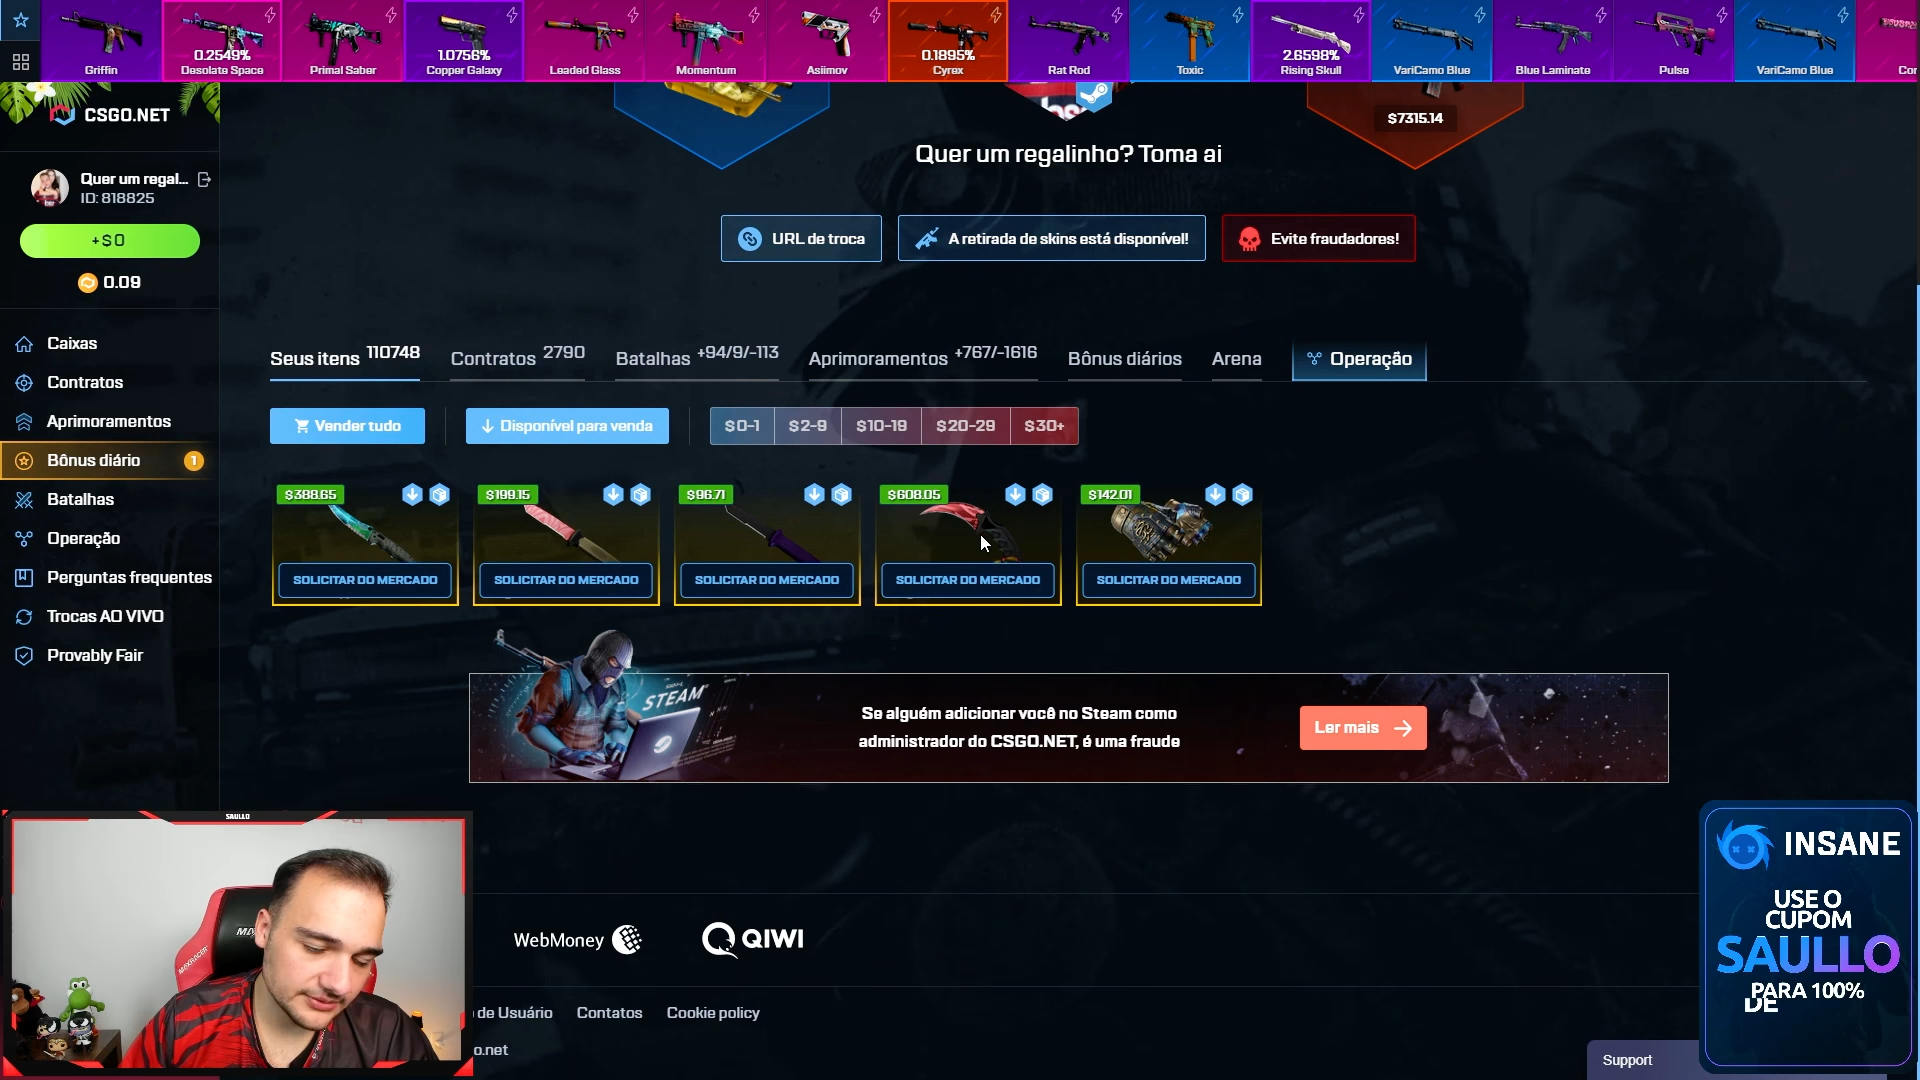 Griffin
0.2549%
Desolate Space
Primal Saber
1.0756%
Copper Galaxy
Leaded Glass
Momentum
Asiimov
0.1895%
Cyrex
Rat Rod
Toxic
2.6598%
Rising Skull
VariCamo Blue
Blue Laminate
Pulse
VariCamo Blue
CSGO.NET
$7315.14
Quer um regalinho? Toma ai
Quer um regal...
ID: 818825
+$0
0.09
URL de troca
A retirada de skins está disponível!
Evite fraudadores!
Caixas
Contratos
Aprimoramentos
Bônus diário 1
Batalhas
Operação
Perguntas frequentes
Trocas AO VIVO
Provably Fair
Seus itens 110748
Contratos 2790
Batalhas +94/9/-113
Aprimoramentos +767/-1616
Bônus diários
Arena
Operação
Vender tudo
Disponível para venda
$0-1
$2-9
$10-19
$20-29
$30+
$388.65
$199.15
$96.71
$608.05
$142.01
SOLICITAR DO MERCADO
SOLICITAR DO MERCADO
SOLICITAR DO MERCADO
SOLICITAR DO MERCADO
SOLICITAR DO MERCADO
STEAM
Se alguém adicionar você no Steam como
administrador do CSGO.NET, é uma fraude
Ler mais
SAULLO
WebMoney
QIWI
de Usuário
Contatos
Cookie policy
o.net
INSANE
USE O
CUPOM
SAULLO
PARA 100%
DE
Support